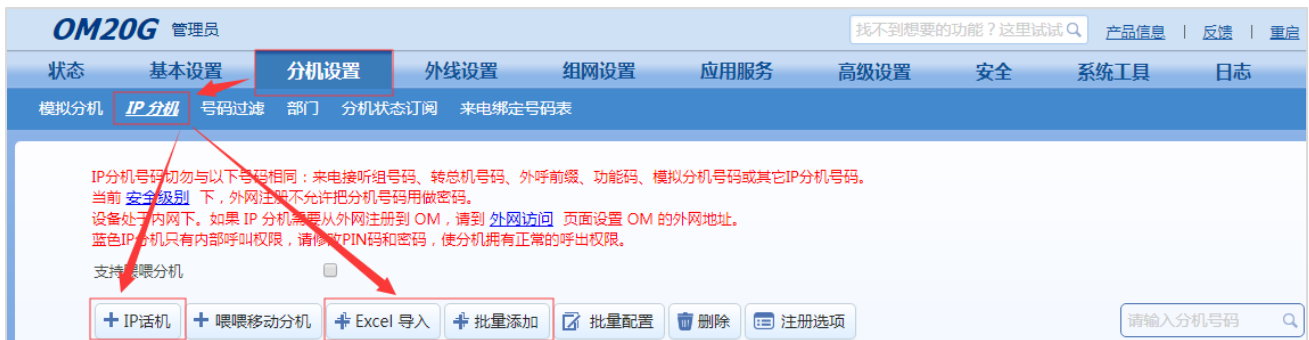 OM20G 管理员 找不到想要的功能？这里试试 产品信息 | 反馈 | 重启
状态 基本设置 分机设置 外线设置 组网设置 应用服务 高级设置 安全 系统工具 日志
模拟分机 IP 分机 号码过滤 部门 分机状态订阅 来电绑定号码表
IP分机号码切勿与以下号码相同：来电接听组号码、转总机号码、外呼前缀、功能码、模拟分机号码或其它IP分机号码。
当前 安全级别 下，外网注册不允许把分机号码用做密码。
设备处于内网下。如果 IP 分机需要从外网注册到 OM，请到 外网访问 页面设置 OM 的外网地址。
蓝色IP分机只有内部呼叫权限，请修改PIN码和密码，使分机拥有正常的呼出权限。
支持喂喂分机
IP话机 喂喂移动分机 Excel 导入 批量添加 批量配置 删除 注册选项 请输入分机号码